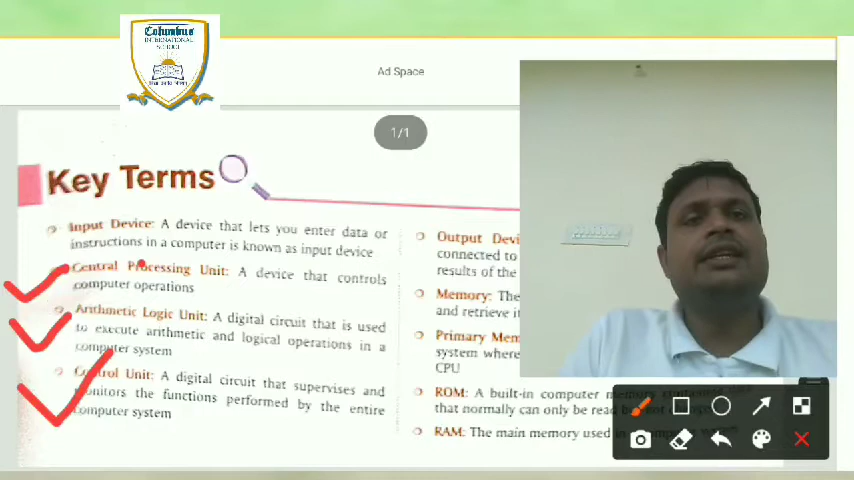 Columbus
INTERNATIONAL
SCHOOL
Ad Space
1/1
Key Terms
Input Device: A device that lets you enter data or
instructions in a computer is known as input device
Central Processing Unit: A device that controls
computer operations
Arithmetic Logic Unit: A digital circuit that is used
to execute arithmetic and logical operations in a
computer system
Control Unit: A digital circuit that supervises and
monitors the functions performed by the entire
computer system
Output Devi
connected to
results of the
Memory: The
and retrieve i
Primary Mem
system where
CPU
ROM: A built-in computer memory
that normally can only be read
RAM: The main memory used